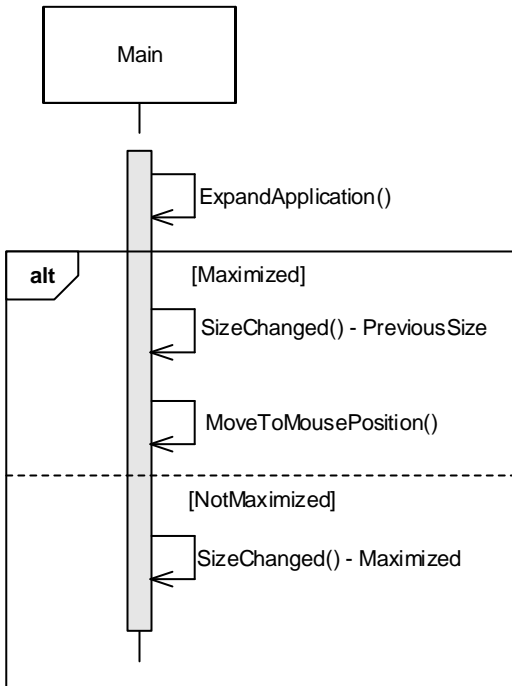 Main
ExpandApplication()
alt
[Maximized]
SizeChanged() - PreviousSize
MoveToMousePosition()
[NotMaximized]
SizeChanged() - Maximized